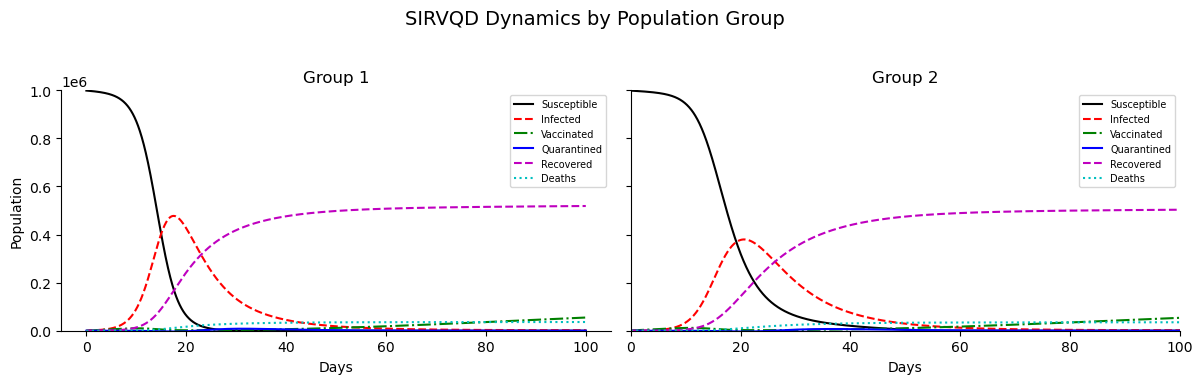 SIRVQD Dynamics by Population Group
Group 1
1e6
Population
1.0
0.8
0.6
0.4
0.2
0.0
Susceptible
Infected
Vaccinated
Quarantined
Recovered
Deaths
0 20 40 60 80 100
Days
Group 2
Susceptible
Infected
Vaccinated
Quarantined
Recovered
Deaths
0 20 40 60 80 100
Days